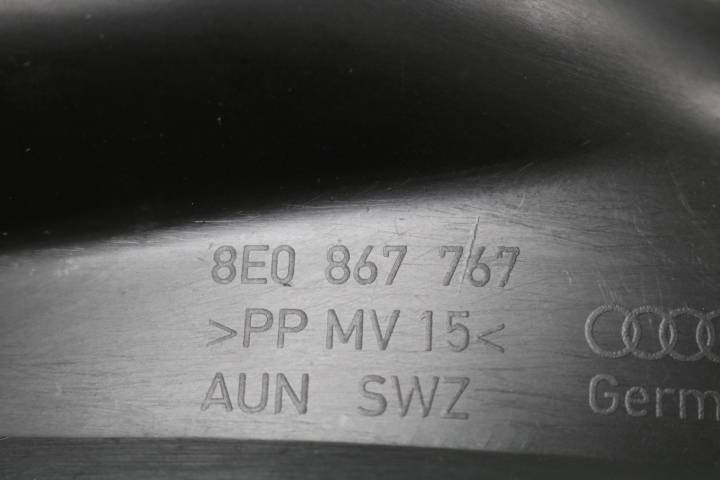 8E0 867 767
>PP MV 15<
AUN SWZ
Germ